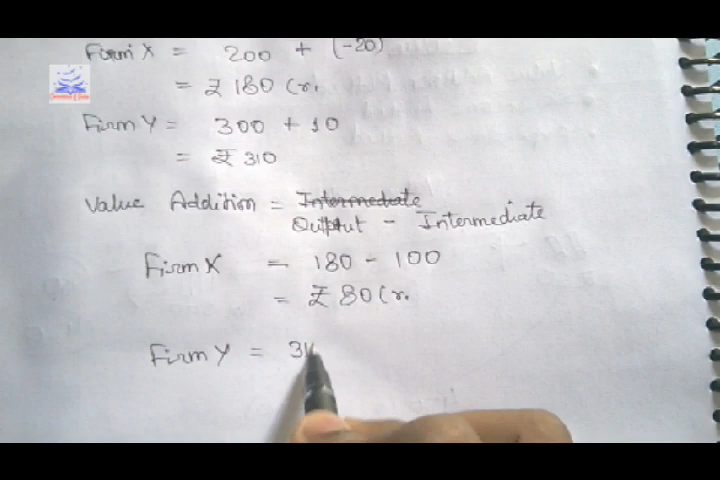 Firm X = 200 + (-20)
= ₹ 180 Cr.
Firm Y = 300 + 10
= ₹ 310
Value Addition = Intermediate
Output - Intermediate
Firm X = 180 - 100
= ₹ 80 Cr.
Firm Y = 31